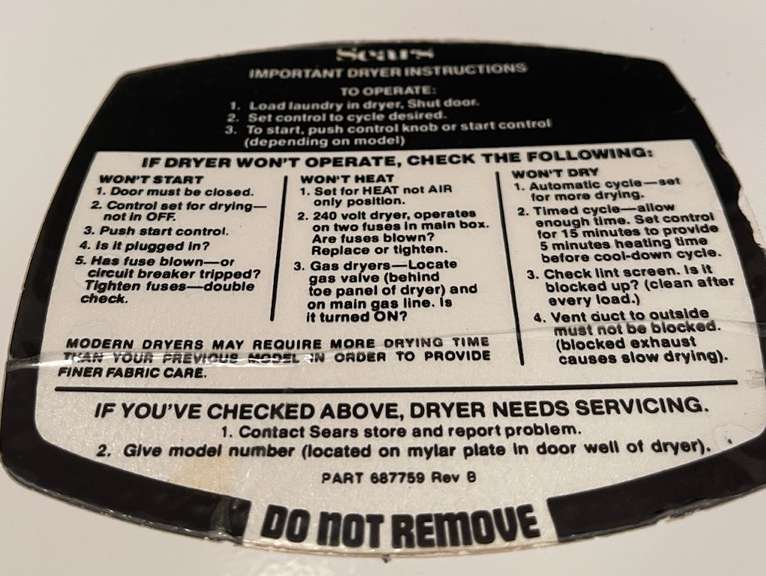 Sears
IMPORTANT DRYER INSTRUCTIONS
TO OPERATE:
1. Load laundry in dryer, Shut door.
2. Set control to cycle desired.
3. To start, push control knob or start control
(depending on model)
IF DRYER WON'T OPERATE, CHECK THE FOLLOWING:
WON'T START
1. Door must be closed.
2. Control set for drying—
not in OFF.
3. Push start control.
4. Is it plugged in?
5. Has fuse blown—or
circuit breaker tripped?
Tighten fuses—double
check.
WON'T HEAT
1. Set for HEAT not AIR
only position.
2. 240 volt dryer, operates
on two fuses in main box.
Are fuses blown?
Replace or tighten.
3. Gas dryers—Locate
gas valve (behind
toe panel of dryer) and
on main gas line. Is
it turned ON?
WON'T DRY
1. Automatic cycle—set
for more drying.
2. Timed cycle—allow
enough time. Set control
for 15 minutes to provide
5 minutes heating time
before cool-down cycle.
3. Check lint screen. Is it
blocked up? (clean after
every load.)
4. Vent duct to outside
must not be blocked.
(blocked exhaust
causes slow drying).
MODERN DRYERS MAY REQUIRE MORE DRYING TIME
THAN YOUR PREVIOUS MODEL IN ORDER TO PROVIDE
FINER FABRIC CARE.
IF YOU'VE CHECKED ABOVE, DRYER NEEDS SERVICING.
1. Contact Sears store and report problem.
2. Give model number (located on mylar plate in door well of dryer).
PART 687759 Rev B
DO NOT REMOVE